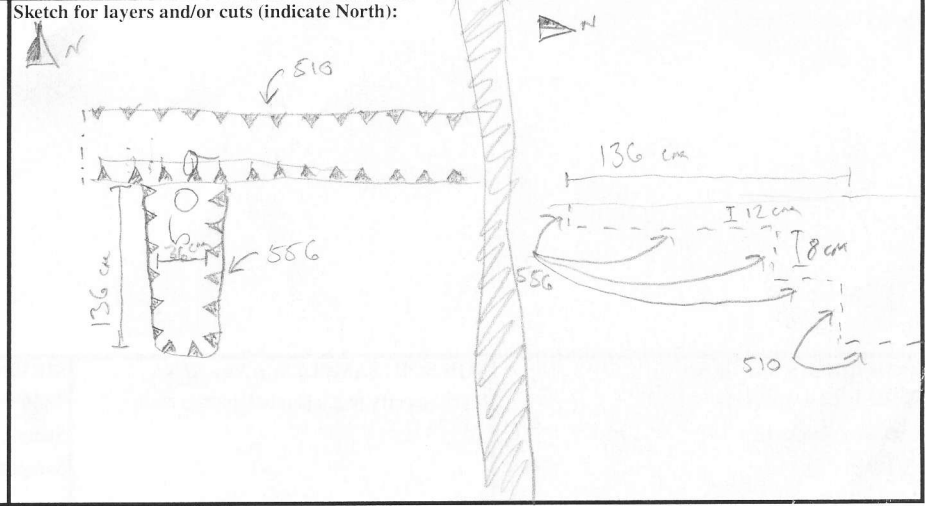 Sketch for layers and/or cuts (indicate North):
N
N
510
136 cm
I 12 cm
8 cm
556
556
136 cm
510